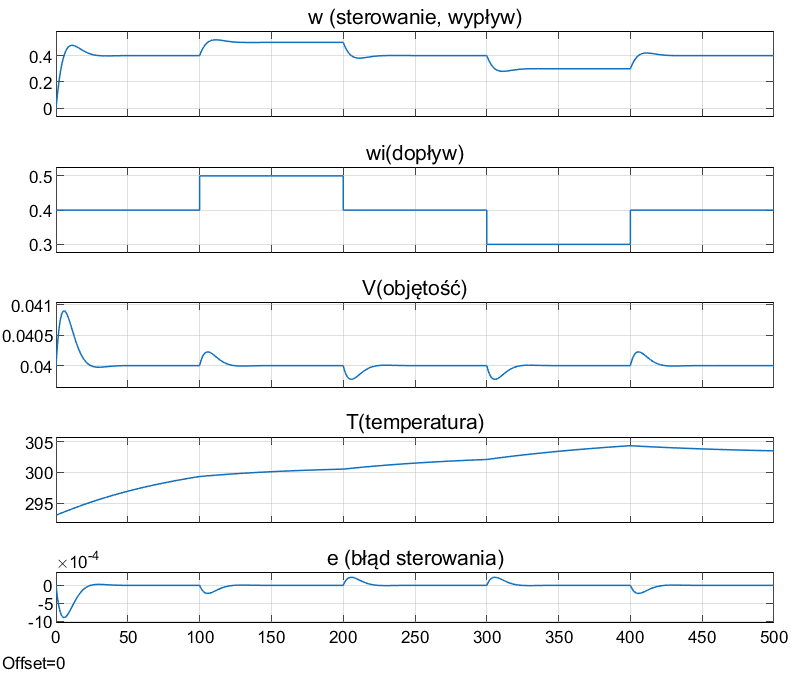 w (sterowanie, wypływ)
0.4
0.2
0
wi(dopływ)
0.5
0.4
0.3
V(objętość)
0.041
0.0405
0.04
T(temperatura)
305
300
295
e (błąd sterowania)
×10⁻⁴
0
-5
-10
0 50 100 150 200 250 300 350 400 450 500
Offset=0